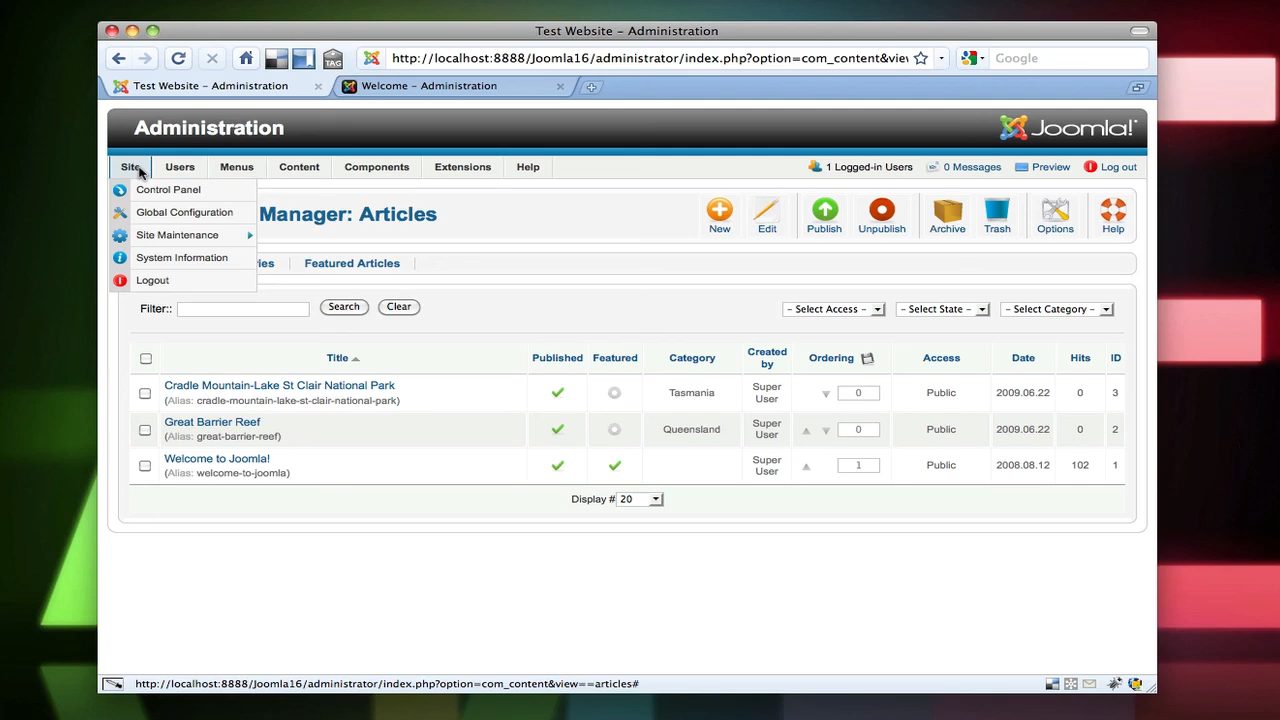 Test Website – Administration
http://localhost:8888/Joomla16/administrator/index.php?option=com_content&view
Google
TAG
Test Website – Administration
Welcome – Administration
Administration
Joomla!
Site
Users
Menus
Content
Components
Extensions
Help
1 Logged-in Users
0 Messages
Preview
Log out
Control Panel
Global Configuration
Site Maintenance
System Information
Logout
Manager: Articles
New
Edit
Publish
Unpublish
Archive
Trash
Options
Help
ies
Featured Articles
Filter::
Search
Clear
- Select Access -
- Select State -
- Select Category -
Title
Published
Featured
Category
Created by
Ordering
Access
Date
Hits
ID
Cradle Mountain-Lake St Clair National Park
(Alias: cradle-mountain-lake-st-clair-national-park)
Tasmania
Super User
0
Public
2009.06.22
0
3
Great Barrier Reef
(Alias: great-barrier-reef)
Queensland
Super User
0
Public
2009.06.22
0
2
Welcome to Joomla!
(Alias: welcome-to-joomla)
Super User
1
Public
2008.08.12
102
1
Display # 20
http://localhost:8888/Joomla16/administrator/index.php?option=com_content&view==articles#